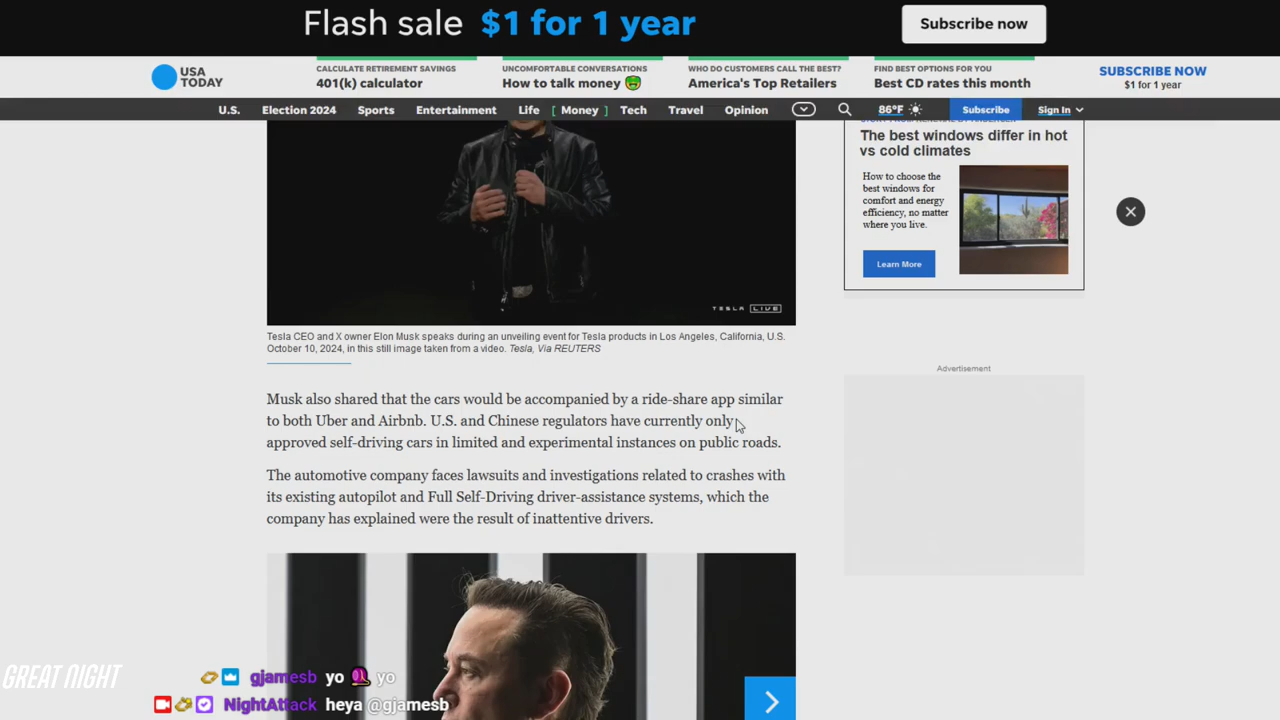 Flash sale $1 for 1 year
Subscribe now
USA
TODAY
CALCULATE RETIREMENT SAVINGS
401(k) calculator
UNCOMFORTABLE CONVERSATIONS
How to talk money
WHO DO CUSTOMERS CALL THE BEST?
America's Top Retailers
FIND BEST OPTIONS FOR YOU
Best CD rates this month
SUBSCRIBE NOW
$1 for 1 year
U.S. Election 2024 Sports Entertainment Life [ Money ] Tech Travel Opinion 86°F Subscribe Sign In
The best windows differ in hot
vs cold climates
How to choose the
best windows for
comfort and energy
efficiency, no matter
where you live.
Learn More
TESLA LIVE
Tesla CEO and X owner Elon Musk speaks during an unveiling event for Tesla products in Los Angeles, California, U.S.
October 10, 2024, in this still image taken from a video. Tesla, Via REUTERS
Advertisement
Musk also shared that the cars would be accompanied by a ride-share app similar
to both Uber and Airbnb. U.S. and Chinese regulators have currently only
approved self-driving cars in limited and experimental instances on public roads.
The automotive company faces lawsuits and investigations related to crashes with
its existing autopilot and Full Self-Driving driver-assistance systems, which the
company has explained were the result of inattentive drivers.
GREAT NIGHT
gjamesb yo yo
NightAttack heya @gjamesb